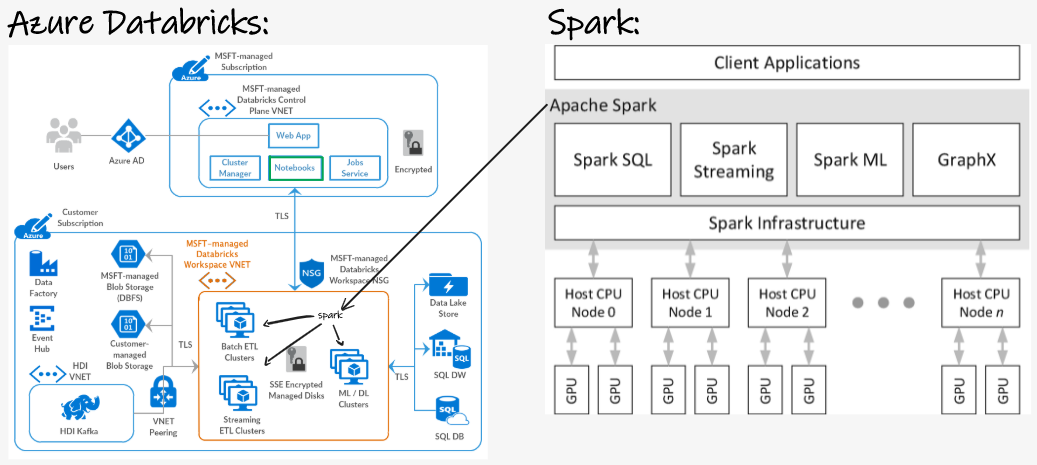 Azure Databricks:
Spark:
MSFT-managed
Subscription
Azure
MSFT-managed
Databricks Control
Plane VNET
Users
Azure AD
Web App
Cluster
Manager
Notebooks
Jobs
Service
Encrypted
TLS
Customer
Subscription
Azure
MSFT-managed
Databricks
Workspace VNET
NSG
MSFT-managed
Databricks
Workspace NSG
Data
Factory
10
01
MSFT-managed
Blob Storage
(DBFS)
Event
Hub
10
01
Customer-
managed
Blob Storage
TLS
HDI
VNET
HDI Kafka
VNET
Peering
spark
Batch ETL
Clusters
SSE Encrypted
Managed Disks
ML / DL
Clusters
Streaming
ETL Clusters
TLS
Data Lake
Store
SQL
SQL DW
SQL
SQL DB
Client Applications
Apache Spark
Spark SQL
Spark
Streaming
Spark ML
GraphX
Spark Infrastructure
Host CPU
Node 0
Host CPU
Node 1
Host CPU
Node 2
Host CPU
Node n
GPU
GPU
GPU
GPU
GPU
GPU
GPU
GPU